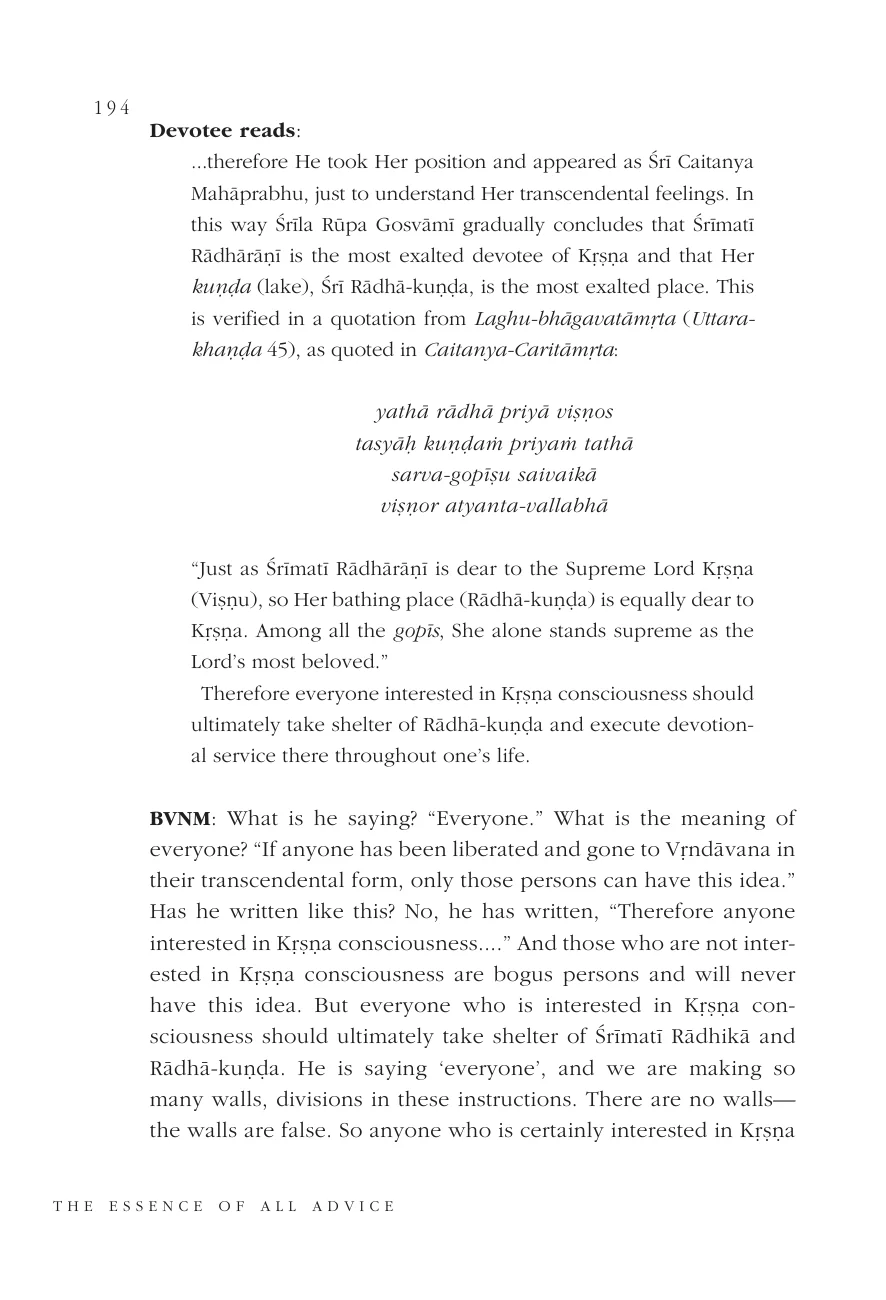 194
Devotee reads:
...therefore He took Her position and appeared as Śrī Caitanya
Mahāprabhu, just to understand Her transcendental feelings. In
this way Śrīla Rūpa Gosvāmī gradually concludes that Śrīmatī
Rādhārāṇī is the most exalted devotee of Kṛṣṇa and that Her
kuṇḍa (lake), Śrī Rādhā-kuṇḍa, is the most exalted place. This
is verified in a quotation from Laghu-bhāgavatāmṛta (Uttara-
khaṇḍa 45), as quoted in Caitanya-Caritāmṛta:
yathā rādhā priyā viṣṇos
tasyāḥ kuṇḍaṁ priyaṁ tathā
sarva-gopīṣu saivaikā
viṣṇor atyanta-vallabhā
“Just as Śrīmatī Rādhārāṇī is dear to the Supreme Lord Kṛṣṇa
(Viṣṇu), so Her bathing place (Rādhā-kuṇḍa) is equally dear to
Kṛṣṇa. Among all the gopīs, She alone stands supreme as the
Lord’s most beloved.”
Therefore everyone interested in Kṛṣṇa consciousness should
ultimately take shelter of Rādhā-kuṇḍa and execute devotion-
al service there throughout one’s life.
BVNM: What is he saying? “Everyone.” What is the meaning of
everyone? “If anyone has been liberated and gone to Vṛndāvana in
their transcendental form, only those persons can have this idea.”
Has he written like this? No, he has written, “Therefore anyone
interested in Kṛṣṇa consciousness....” And those who are not inter-
ested in Kṛṣṇa consciousness are bogus persons and will never
have this idea. But everyone who is interested in Kṛṣṇa con-
sciousness should ultimately take shelter of Śrīmatī Rādhikā and
Rādhā-kuṇḍa. He is saying ‘everyone’, and we are making so
many walls, divisions in these instructions. There are no walls—
the walls are false. So anyone who is certainly interested in Kṛṣṇa
THE ESSENCE OF ALL ADVICE